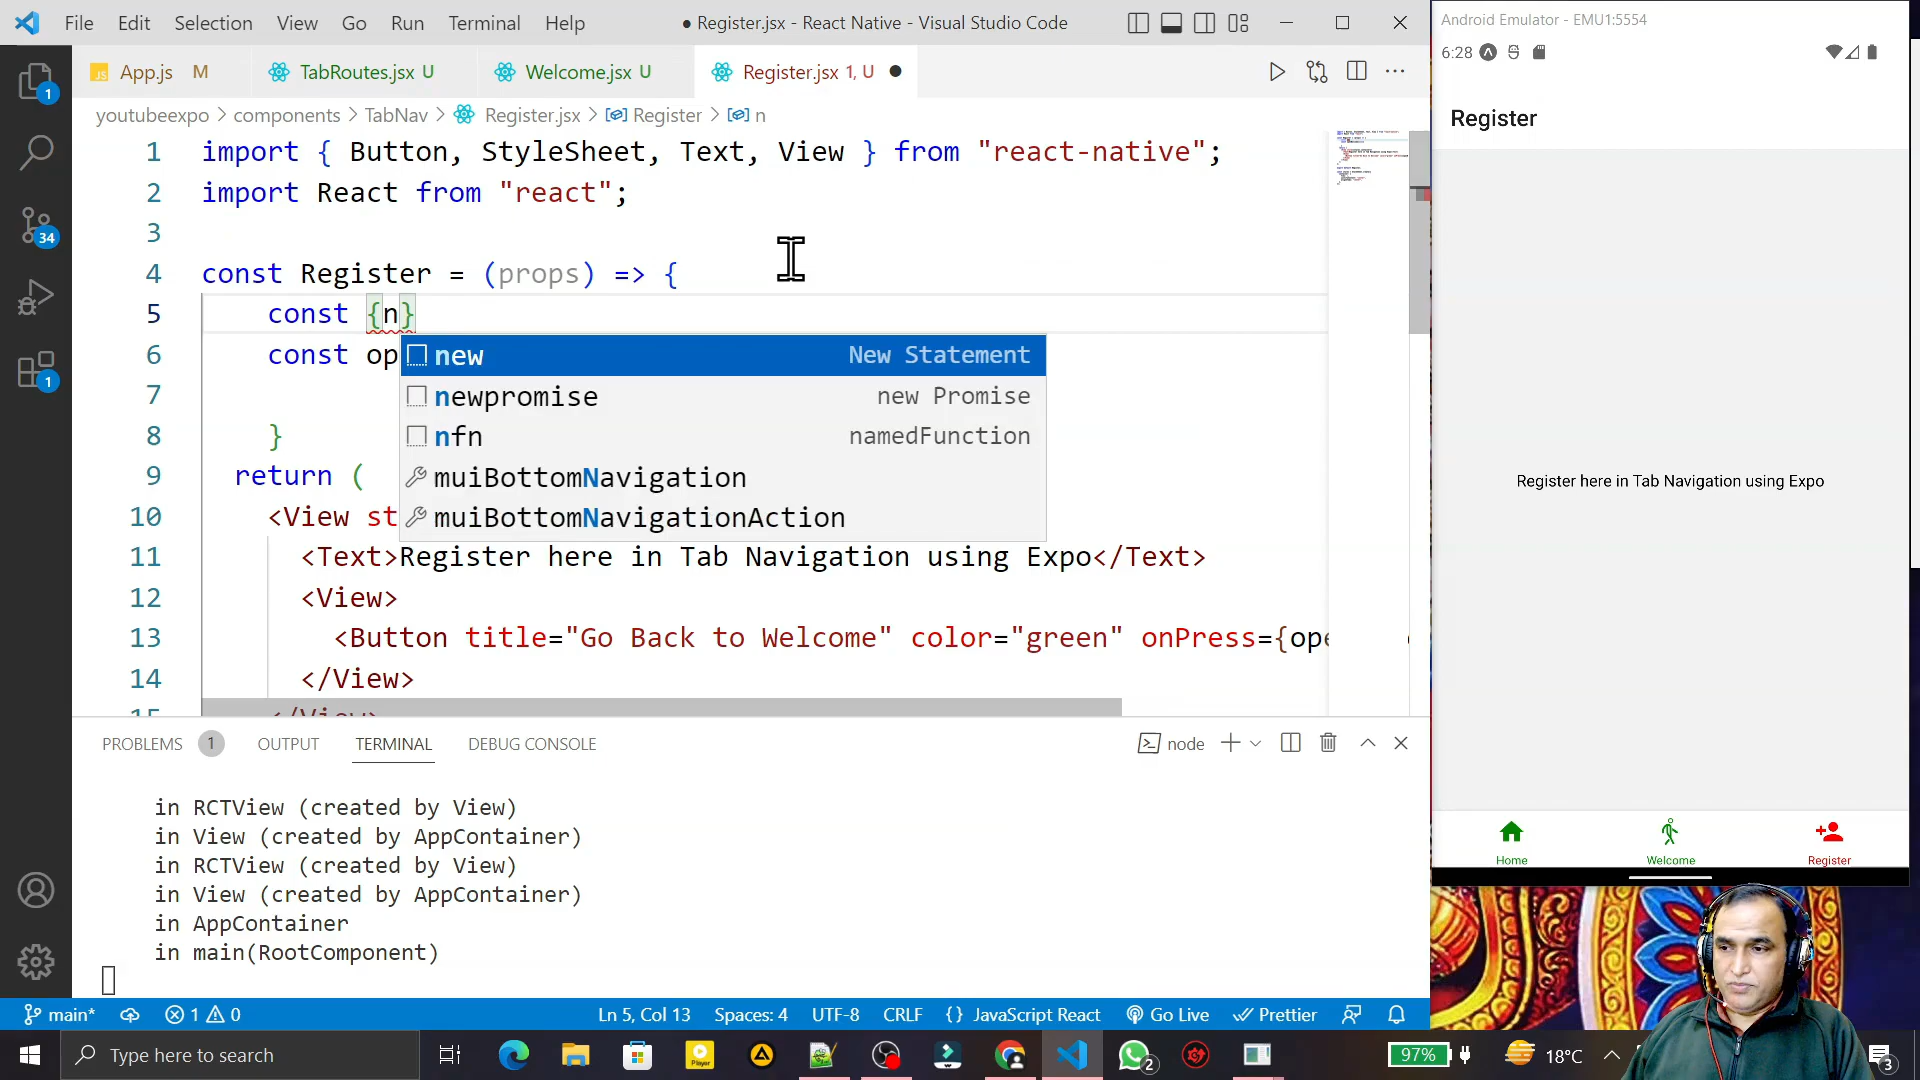 File Edit Selection View Go Run Terminal Help
● Register.jsx - React Native - Visual Studio Code
App.js M
TabRoutes.jsx U
Welcome.jsx U
Register.jsx 1, U
youtubeexpo > components > TabNav > Register.jsx > Register > n
1 import { Button, StyleSheet, Text, View } from "react-native";
2 import React from "react";
3
4 const Register = (props) => {
5 const {n}
6 const op
7
8 }
9 return (
10 <View st
11 <Text>Register here in Tab Navigation using Expo</Text>
12 <View>
13 <Button title="Go Back to Welcome" color="green" onPress={ope
14 </View>
15 </View>
new New Statement
newpromise new Promise
nfn namedFunction
muiBottomNavigation
muiBottomNavigationAction
PROBLEMS 1 OUTPUT TERMINAL DEBUG CONSOLE
node
in RCTView (created by View)
in View (created by AppContainer)
in RCTView (created by View)
in View (created by AppContainer)
in AppContainer
in main(RootComponent)
main* 1 0 Ln 5, Col 13 Spaces: 4 UTF-8 CRLF {} JavaScript React Go Live Prettier
1
34
1
Type here to search
Player
2
97%
18°C
3
Android Emulator - EMU1:5554
6:28
Register
Register here in Tab Navigation using Expo
Home Welcome Register